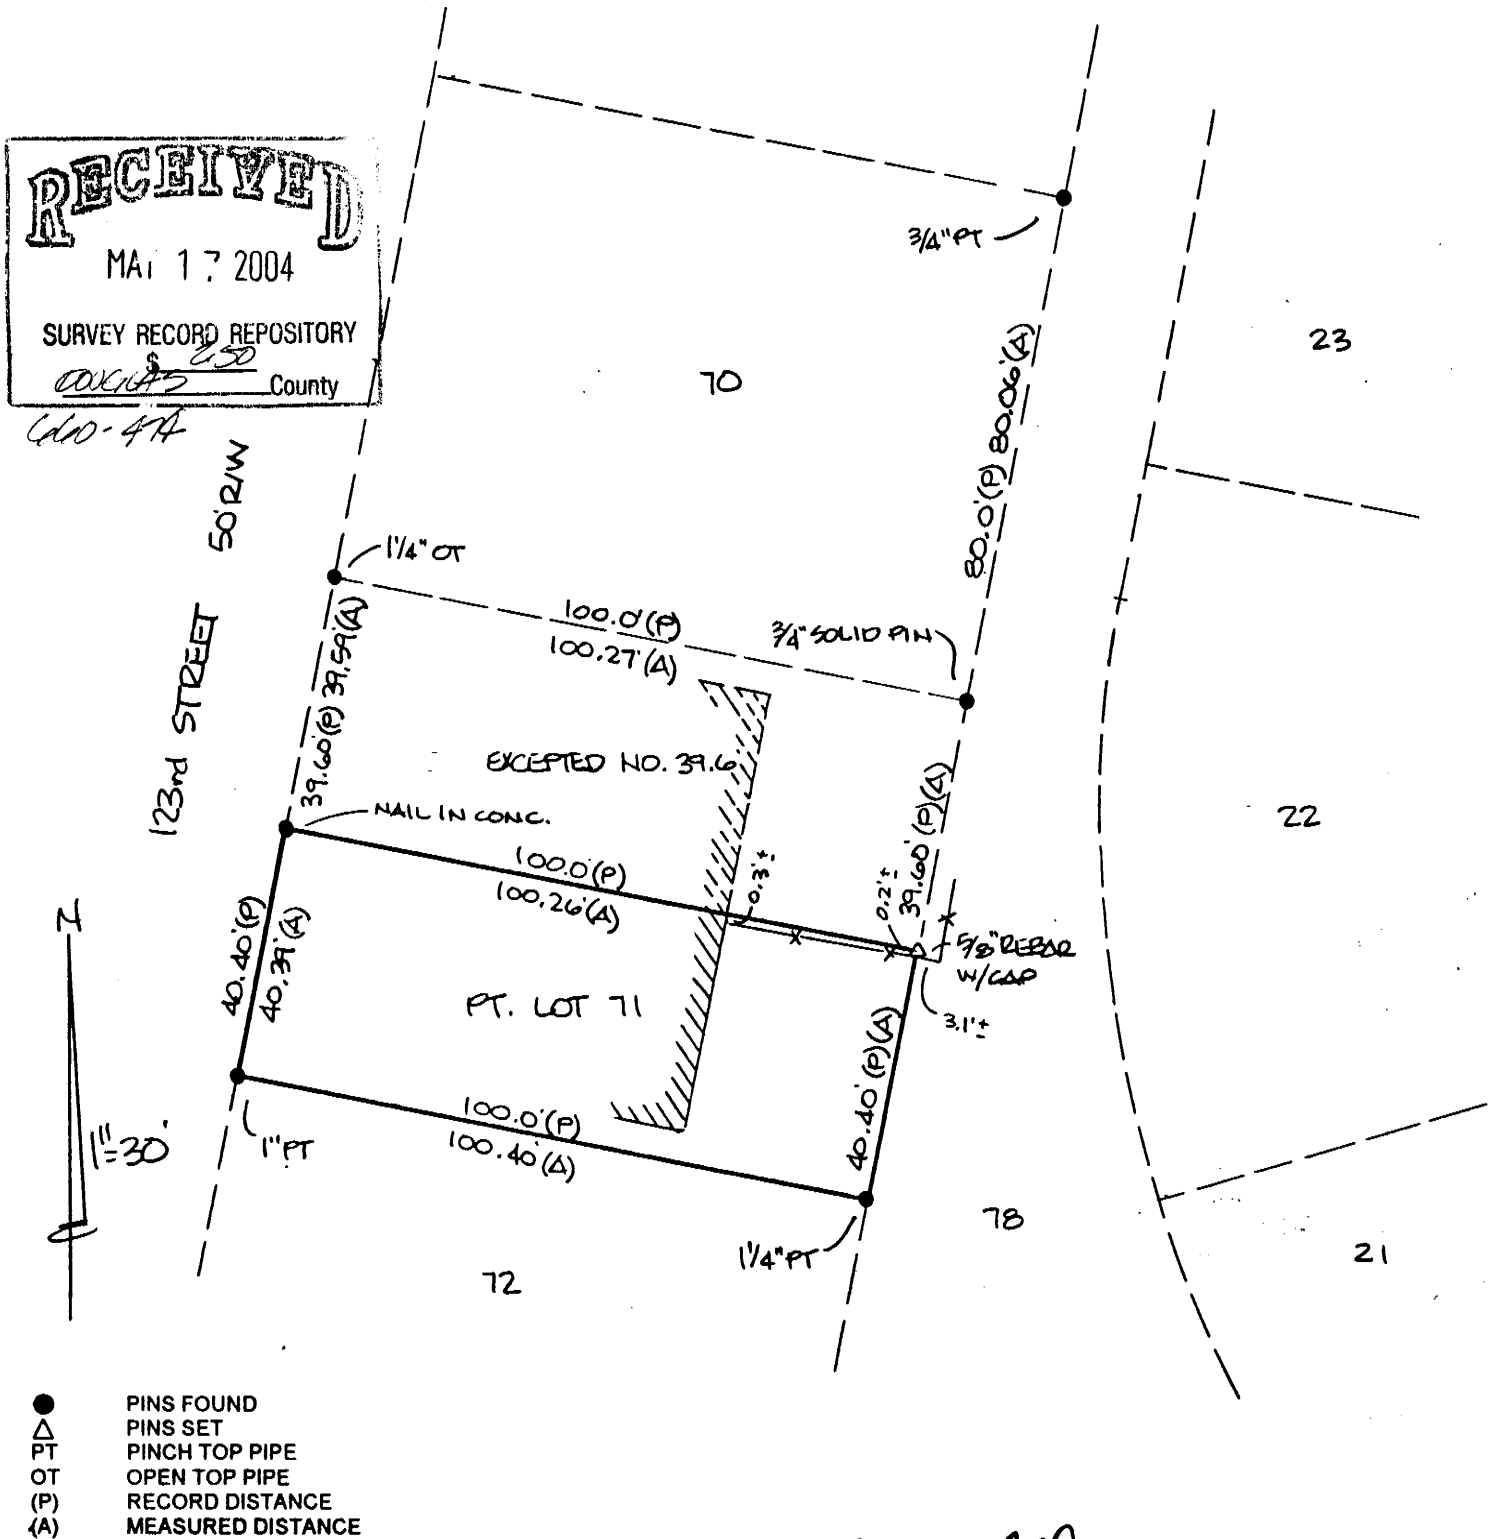 RECEIVED
MAR 17 2004
SURVEY RECORD REPOSITORY
$ 2.50
DOUGLAS County
3/4" PT
23
70
80.0'(P) 80.06'(A)
50' R/W
1 1/4" OT
100.0'(P)
100.27'(A)
3/4" SOLID PIN
123rd STREET
39.60'(P) 39.59'(A)
EXCEPTED NO. 39.6'
22
NAIL IN CONC.
100.0'(P)
100.26'(A)
0.3'±
0.2'±
39.60'(P)(A)
N
40.40'(P)
40.39'(A)
5/8" REBAR
W/CAP
PT. LOT 71
3.1'±
40.40'(P)(A)
100.0'(P)
100.40'(A)
1" PT
1"=30'
78
1 1/4" PT
21
72
● PINS FOUND
△ PINS SET
PT PINCH TOP PIPE
OT OPEN TOP PIPE
(P) RECORD DISTANCE
(A) MEASURED DISTANCE